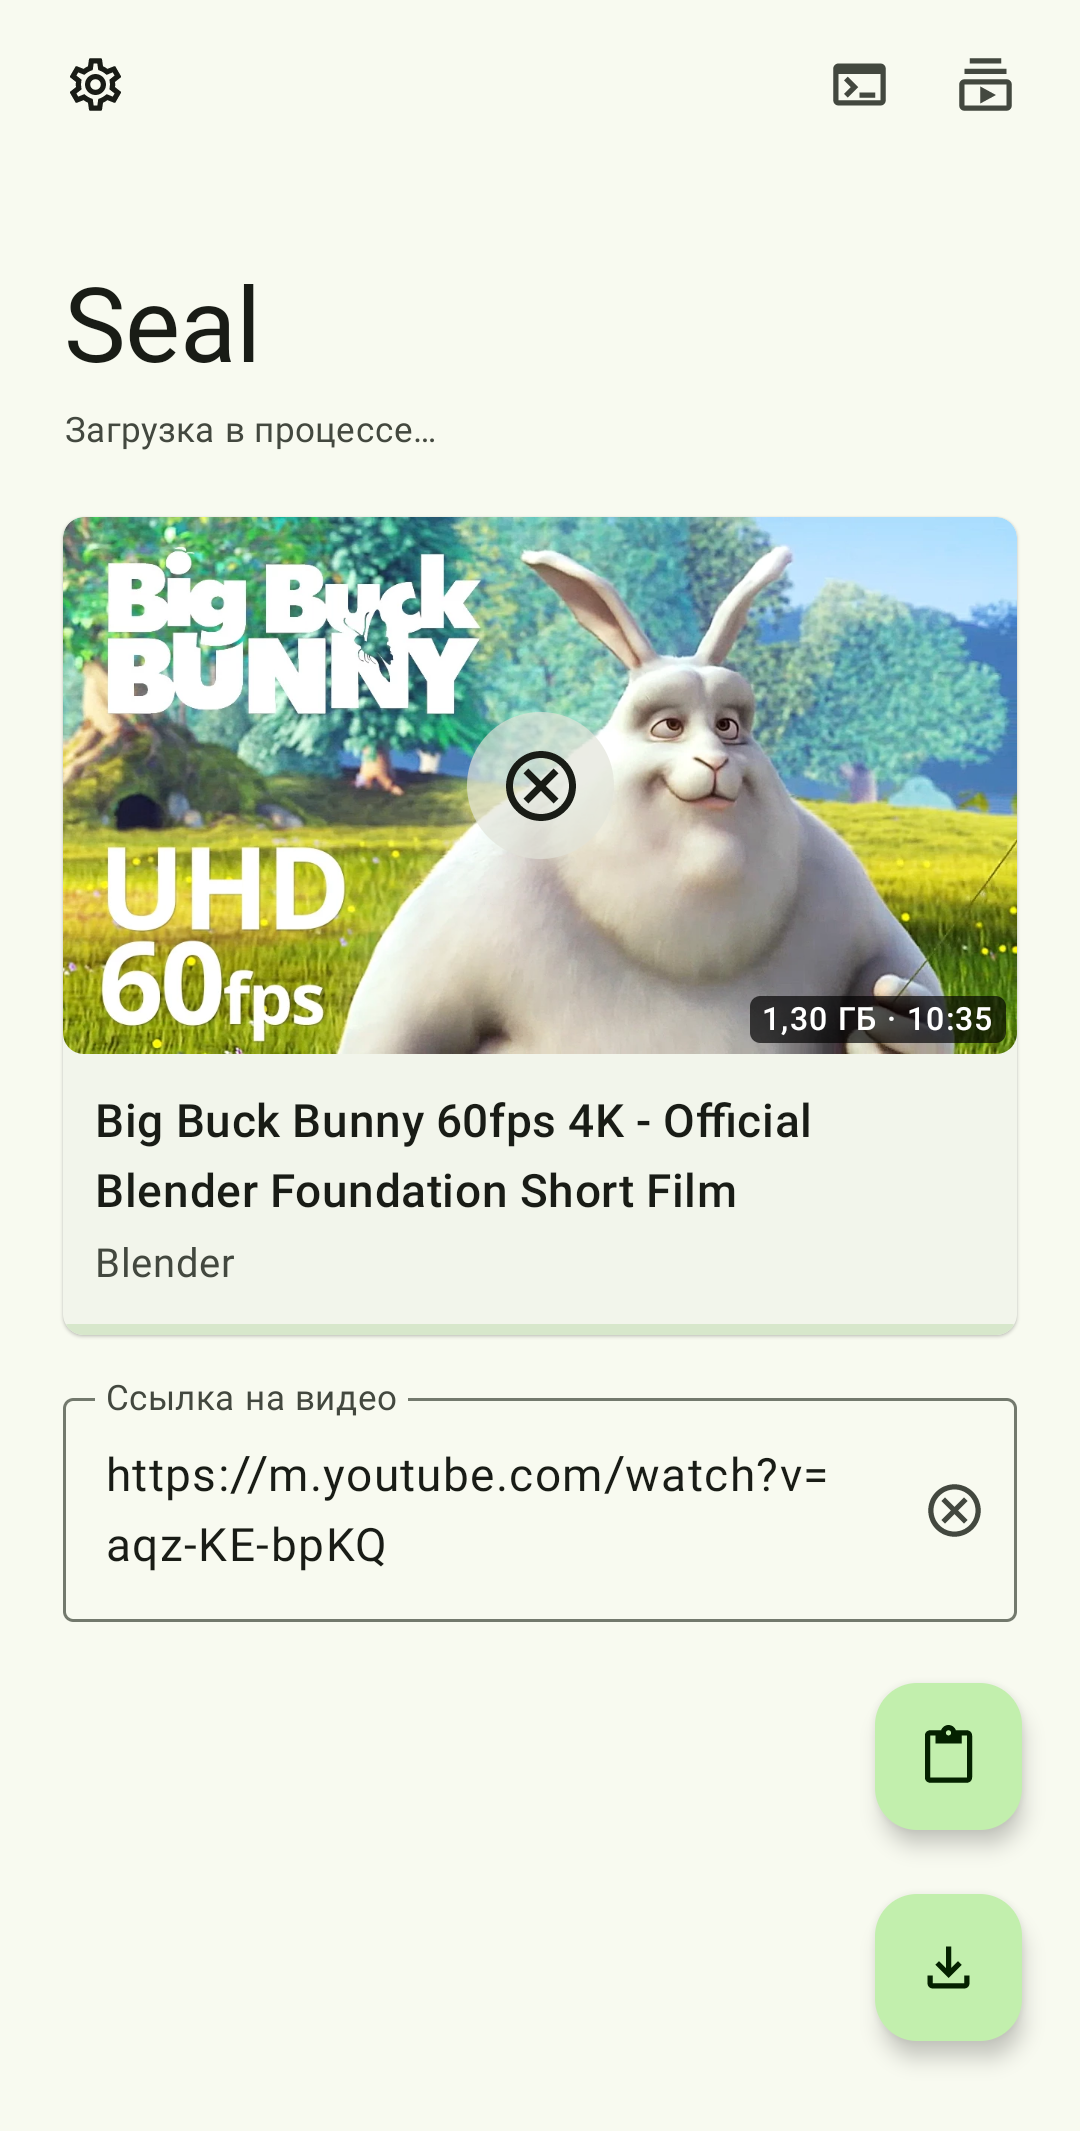 Seal
Загрузка в процессе…
Big Buck
BUNNY
UHD
60fps
1,30 ГБ · 10:35
Big Buck Bunny 60fps 4K - Official
Blender Foundation Short Film
Blender
Ссылка на видео
https://m.youtube.com/watch?v=
aqz-KE-bpKQ